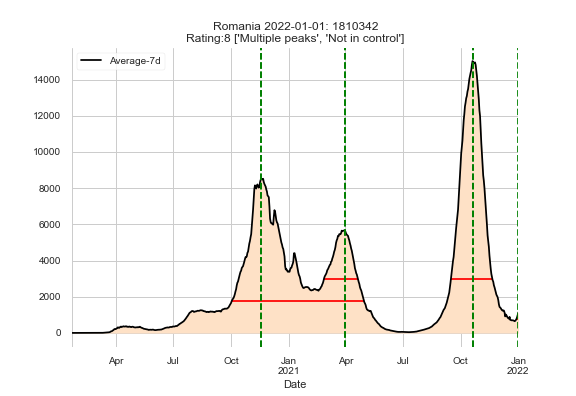 Romania 2022-01-01: 1810342
Rating:8 ['Multiple peaks', 'Not in control']
Average-7d
14000
12000
10000
8000
6000
4000
2000
0
Apr Jul Oct Jan Apr Jul Oct Jan
2021 2022
Date